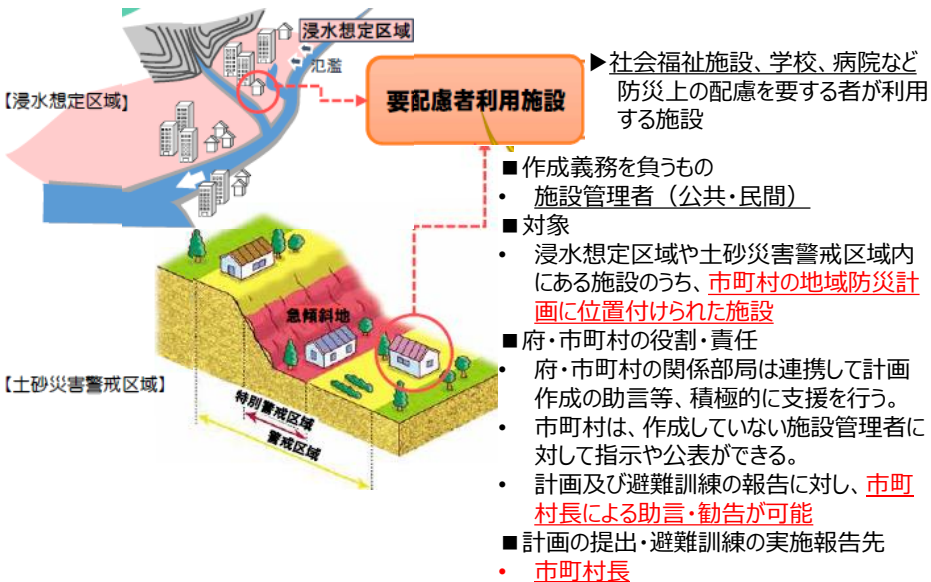 浸水想定区域
氾濫
【浸水想定区域】
要配慮者利用施設
▶社会福祉施設、学校、病院など
防災上の配慮を要する者が利用
する施設
■作成義務を負うもの
• 施設管理者（公共・民間）
■対象
• 浸水想定区域や土砂災害警戒区域内
にある施設のうち、市町村の地域防災計
画に位置付けられた施設
■府・市町村の役割・責任
• 府・市町村の関係部局は連携して計画
作成の助言等、積極的に支援を行う。
• 市町村は、作成していない施設管理者に
対して指示や公表ができる。
• 計画及び避難訓練の報告に対し、市町
村長による助言・勧告が可能
■計画の提出・避難訓練の実施報告先
• 市町村長
急傾斜地
【土砂災害警戒区域】
特別警戒区域
警戒区域